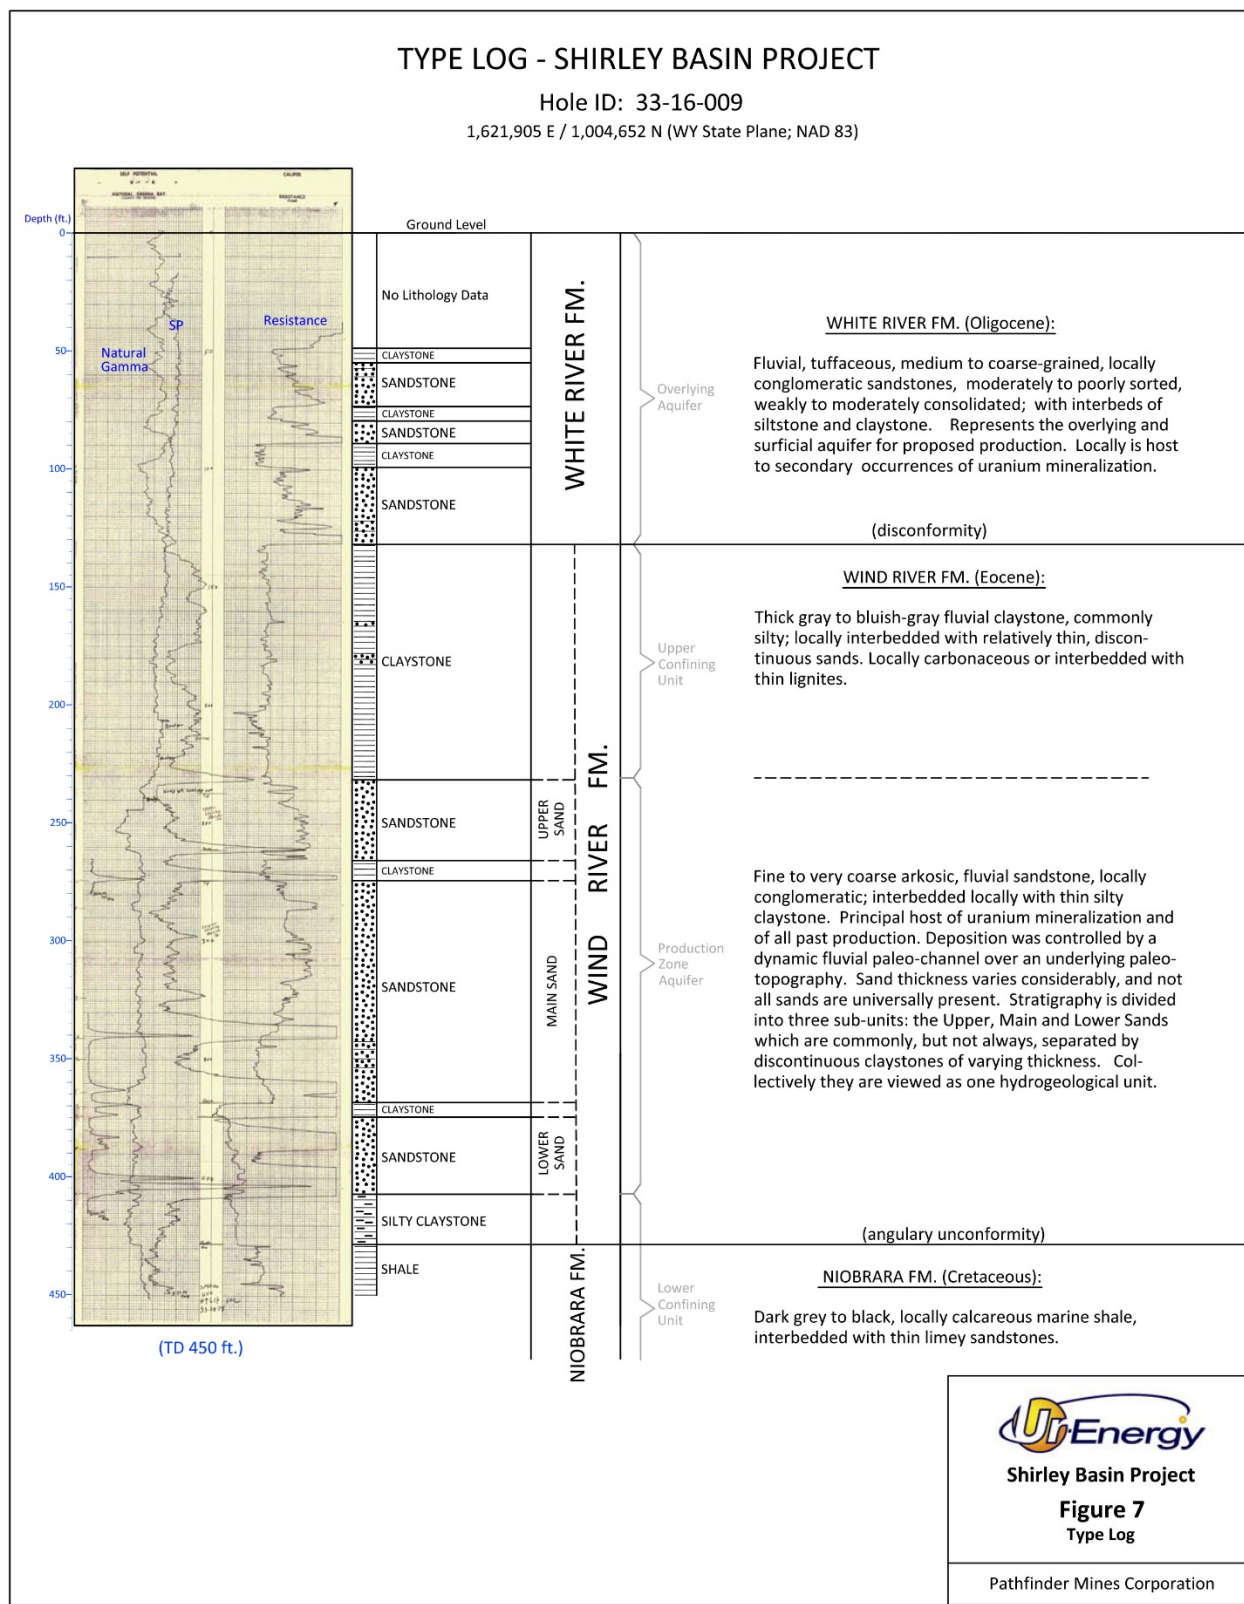 TYPE LOG - SHIRLEY BASIN PROJECT
Hole ID: 33-16-009
1,621,905 E / 1,004,652 N (WY State Plane; NAD 83)
SELF POTENTIAL
CALIPER
NATURAL GAMMA RAY
RESISTANCE
Depth (ft.)
Ground Level
0
50
100
150
200
250
300
350
400
450
SP
Resistance
Natural
Gamma
No Lithology Data
CLAYSTONE
SANDSTONE
CLAYSTONE
SANDSTONE
CLAYSTONE
SANDSTONE
CLAYSTONE
SANDSTONE
CLAYSTONE
SANDSTONE
CLAYSTONE
SANDSTONE
SILTY CLAYSTONE
SHALE
UPPER
SAND
MAIN SAND
LOWER
SAND
WHITE RIVER FM.
WIND RIVER FM.
NIOBRARA FM.
Overlying
Aquifer
Upper
Confining
Unit
Production
Zone
Aquifer
Lower
Confining
Unit
WHITE RIVER FM. (Oligocene):
Fluvial, tuffaceous, medium to coarse-grained, locally
conglomeratic sandstones, moderately to poorly sorted,
weakly to moderately consolidated; with interbeds of
siltstone and claystone. Represents the overlying and
surficial aquifer for proposed production. Locally is host
to secondary occurrences of uranium mineralization.
(disconformity)
WIND RIVER FM. (Eocene):
Thick gray to bluish-gray fluvial claystone, commonly
silty; locally interbedded with relatively thin, discon-
tinuous sands. Locally carbonaceous or interbedded with
thin lignites.
Fine to very coarse arkosic, fluvial sandstone, locally
conglomeratic; interbedded locally with thin silty
claystone. Principal host of uranium mineralization and
of all past production. Deposition was controlled by a
dynamic fluvial paleo-channel over an underlying paleo-
topography. Sand thickness varies considerably, and not
all sands are universally present. Stratigraphy is divided
into three sub-units: the Upper, Main and Lower Sands
which are commonly, but not always, separated by
discontinuous claystones of varying thickness. Col-
lectively they are viewed as one hydrogeological unit.
(angulary unconformity)
NIOBRARA FM. (Cretaceous):
Dark grey to black, locally calcareous marine shale,
interbedded with thin limey sandstones.
(TD 450 ft.)
Ur-Energy
Shirley Basin Project
Figure 7
Type Log
Pathfinder Mines Corporation